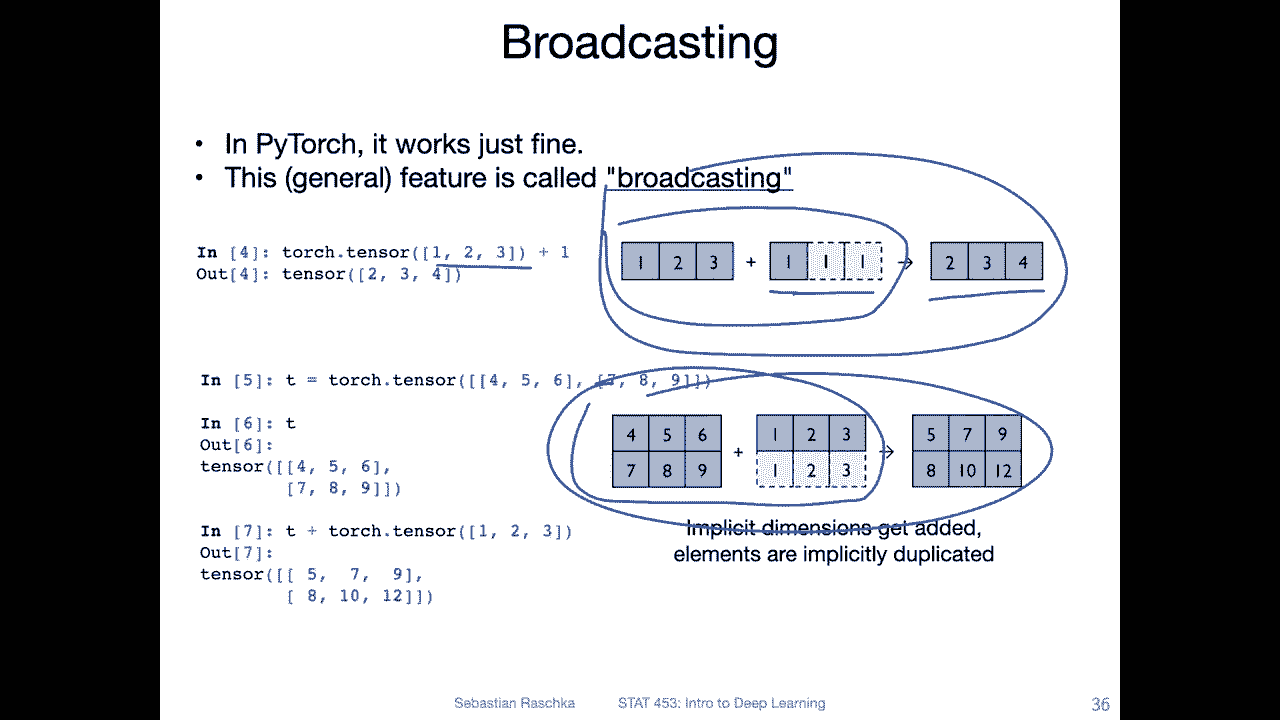 Broadcasting
• In PyTorch, it works just fine.
• This (general) feature is called "broadcasting"
In [4]: torch.tensor([1, 2, 3]) + 1
Out[4]: tensor([2, 3, 4])
1 2 3 + 1 1 1 → 2 3 4
In [5]: t = torch.tensor([[4, 5, 6], [7, 8, 9]])
In [6]: t
Out[6]:
tensor([[4, 5, 6],
[7, 8, 9]])
4 5 6 + 1 2 3 → 5 7 9
7 8 9 1 2 3 8 10 12
In [7]: t + torch.tensor([1, 2, 3])
Out[7]:
tensor([[ 5, 7, 9],
[ 8, 10, 12]])
Implicit dimensions get added,
elements are implicitly duplicated
Sebastian Raschka STAT 453: Intro to Deep Learning 36